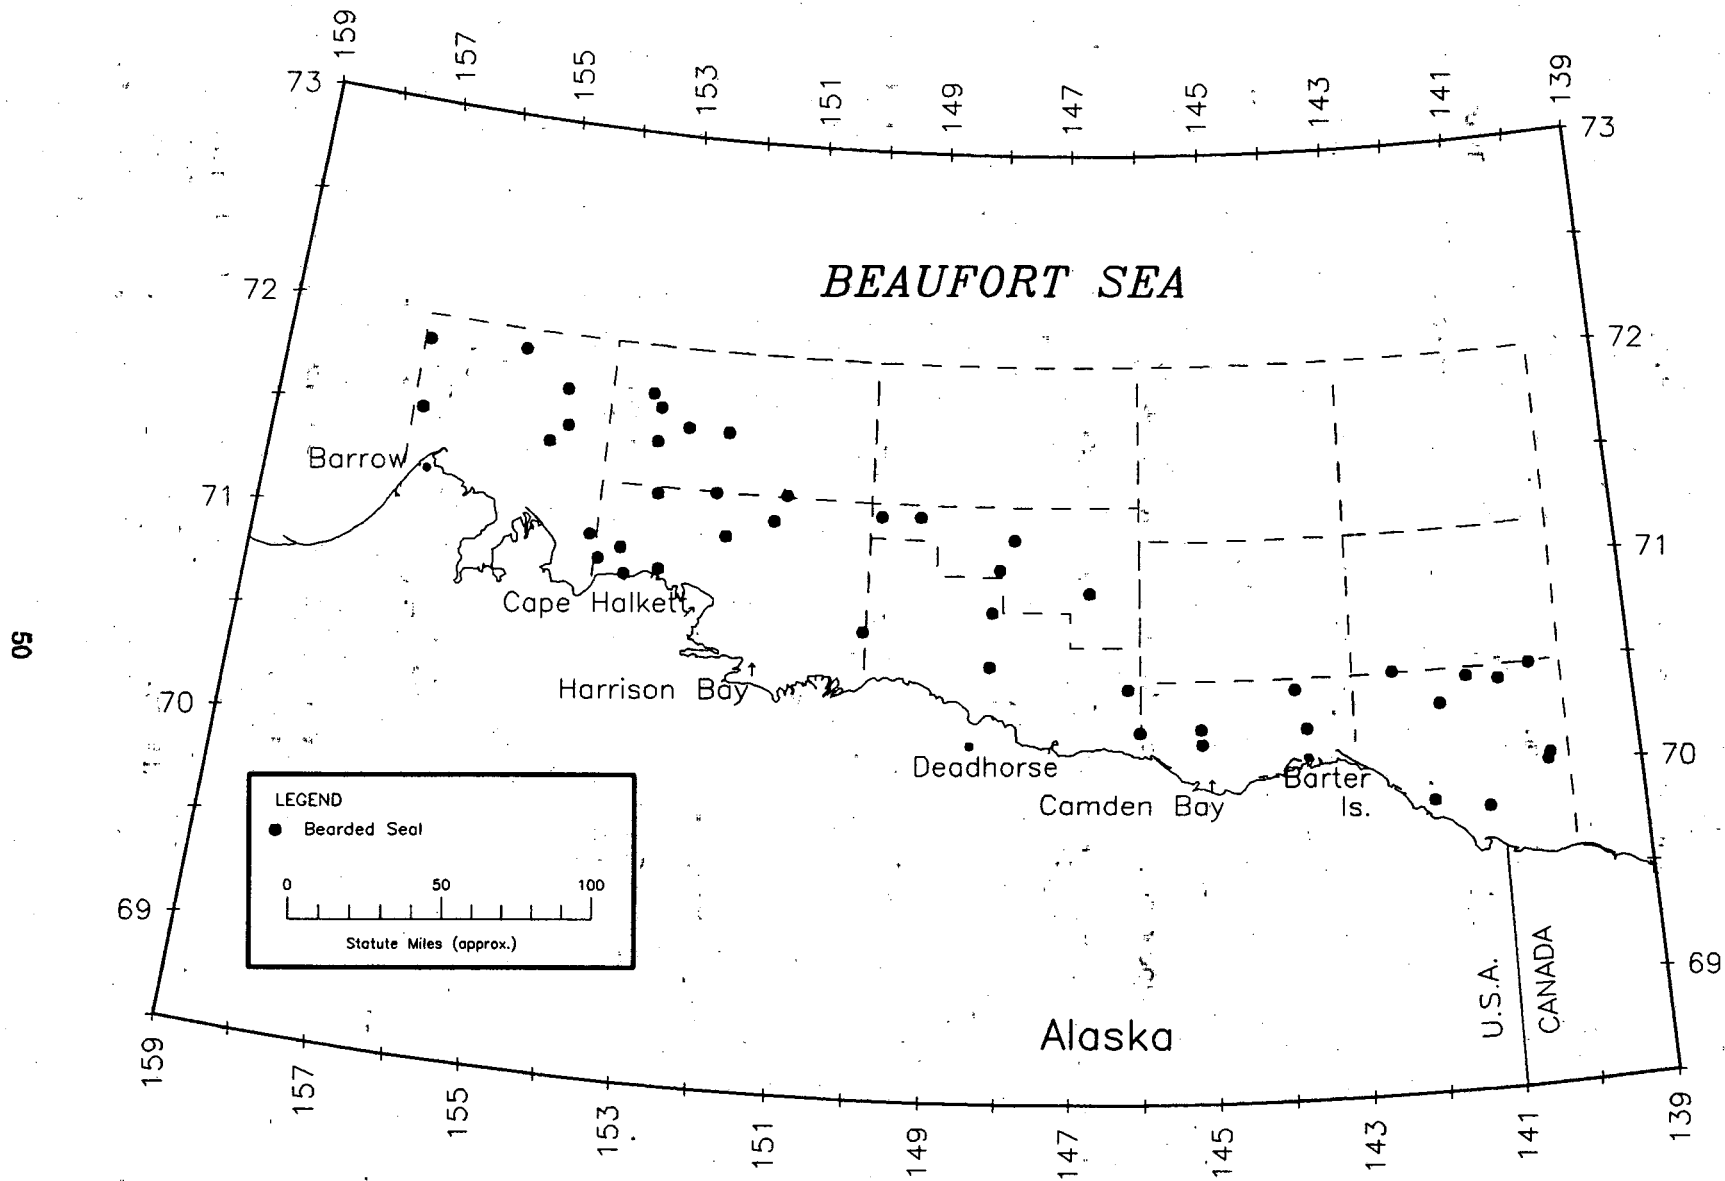 159
157
155
153
151
149
147
145
143
141
139
73
73
BEAUFORT SEA
72
72
Barrow
71
71
Cape Halkett
50
Harrison Bay
70
70
Deadhorse
Camden Bay
Barter
Is.
LEGEND
Bearded Seal
0 50 100
Statute Miles (approx.)
69
69
U.S.A.
CANADA
Alaska
159
157
155
153
151
149
147
145
143
141
139